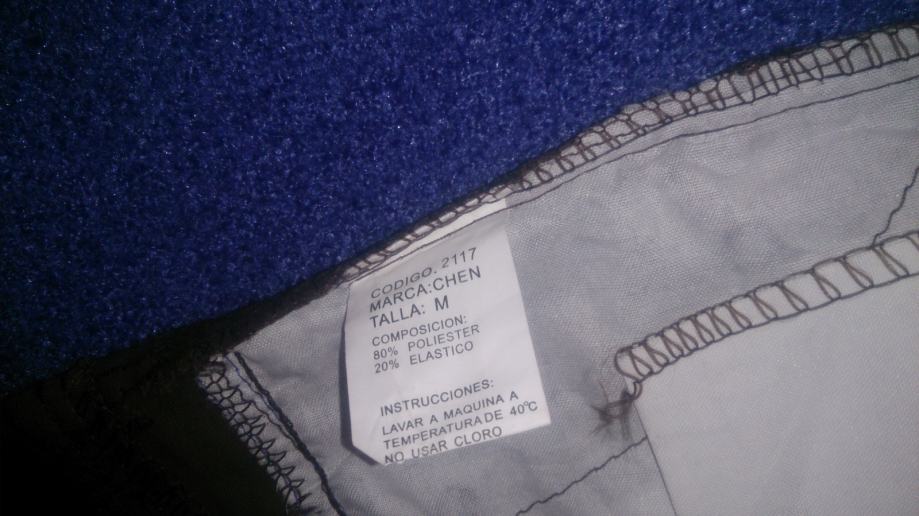 CODIGO. 2117
MARCA:CHEN
TALLA: M
COMPOSICION:
80% POLIESTER
20% ELASTICO
INSTRUCCIONES:
LAVAR A MAQUINA A
TEMPERATURA DE 40°C
NO USAR CLORO